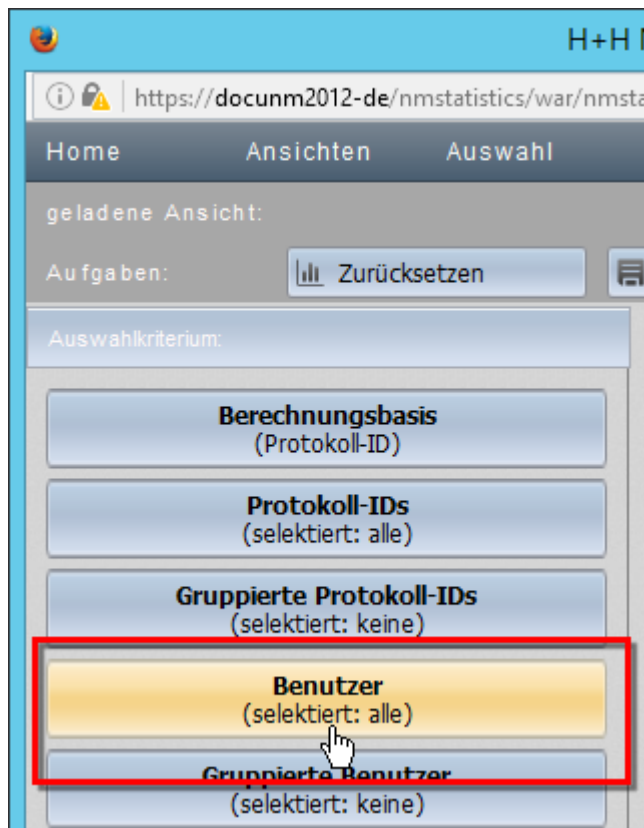 H+H
https://docunm2012-de/nmstatistics/war/nmsta
Home Ansichten Auswahl
geladene Ansicht:
Aufgaben: Zurücksetzen
Auswahlkriterium:
Berechnungsbasis
(Protokoll-ID)
Protokoll-IDs
(selektiert: alle)
Gruppierte Protokoll-IDs
(selektiert: keine)
Benutzer
(selektiert: alle)
Gruppierte Benutzer
(selektiert: keine)